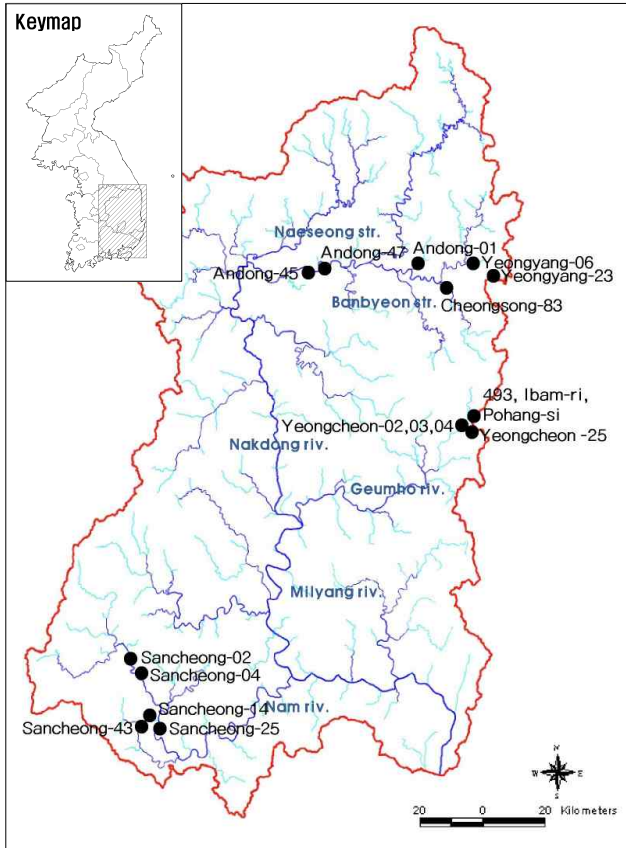 Keymap
Naeseong str.
Andong-47
Andong-01
Andong-45
Yeongyang-06
Yeongyang-23
Banbyeon str.
Cheongsong-83
493, Ibam-ri,
Pohang-si
Yeongcheon-02,03,04
Yeongcheon -25
Nakdong riv.
Geumho riv.
Milyang riv.
Sancheong-02
Sancheong-04
Sancheong-14
Nam riv.
Sancheong-43
Sancheong-25
N
W
E
S
20 0 20 Kilometers